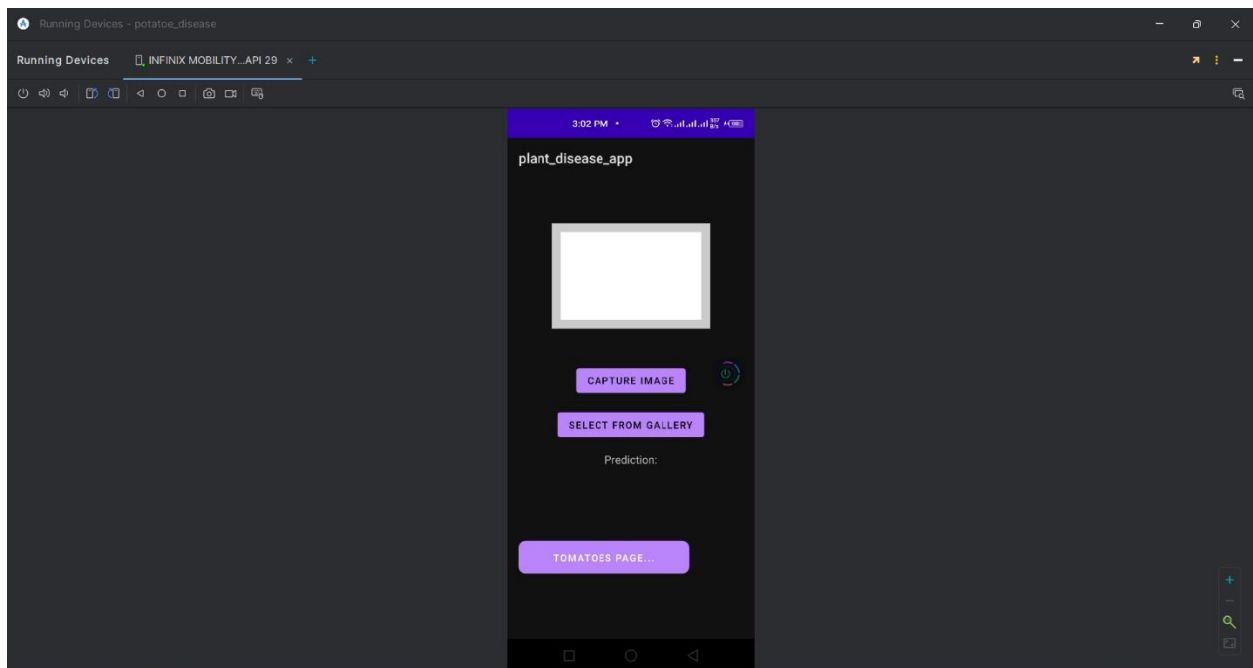 Running Devices - potatoe_disease
Running Devices INFINIX MOBILITY...API 29
3:02 PM
plant_disease_app
CAPTURE IMAGE
SELECT FROM GALLERY
Prediction:
TOMATOES PAGE...